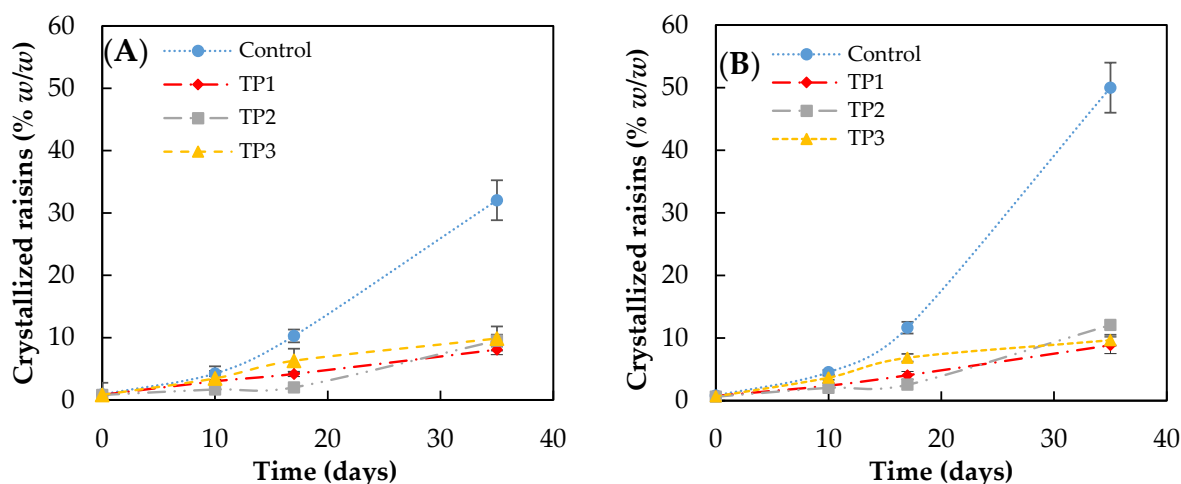 (A)
Control
TP1
TP2
TP3
Crystallized raisins (% w/w)
60
50
40
30
20
10
0
0 10 20 30 40
Time (days)
(B)
Control
TP1
TP2
TP3
Crystallized raisins (% w/w)
60
50
40
30
20
10
0
0 10 20 30 40
Time (days)